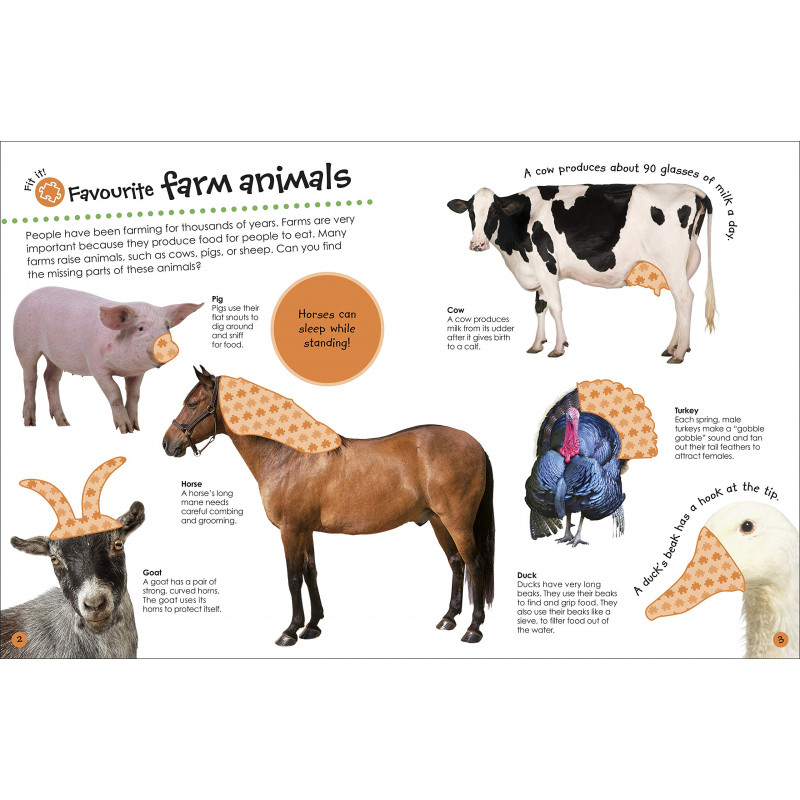 Fit it!
Favourite farm animals
People have been farming for thousands of years. Farms are very
important because they produce food for people to eat. Many
farms raise animals, such as cows, pigs, or sheep. Can you find
the missing parts of these animals?
Pig
Pigs use their
flat snouts to
dig around
and sniff
for food.
Horses can
sleep while
standing!
Horse
A horse's long
mane needs
careful combing
and grooming.
Goat
A goat has a pair of
strong, curved horns.
The goat uses its
horns to protect itself.
2
A cow produces about 90 glasses of milk a day.
Cow
A cow produces
milk from its udder
after it gives birth
to a calf.
Turkey
Each spring, male
turkeys make a “gobble
gobble” sound and fan
out their tail feathers to
attract females.
A duck's beak has a hook at the tip.
Duck
Ducks have very long
beaks. They use their beaks
to find and grip food. They
also use their beaks like a
sieve, to filter food out of
the water.
3